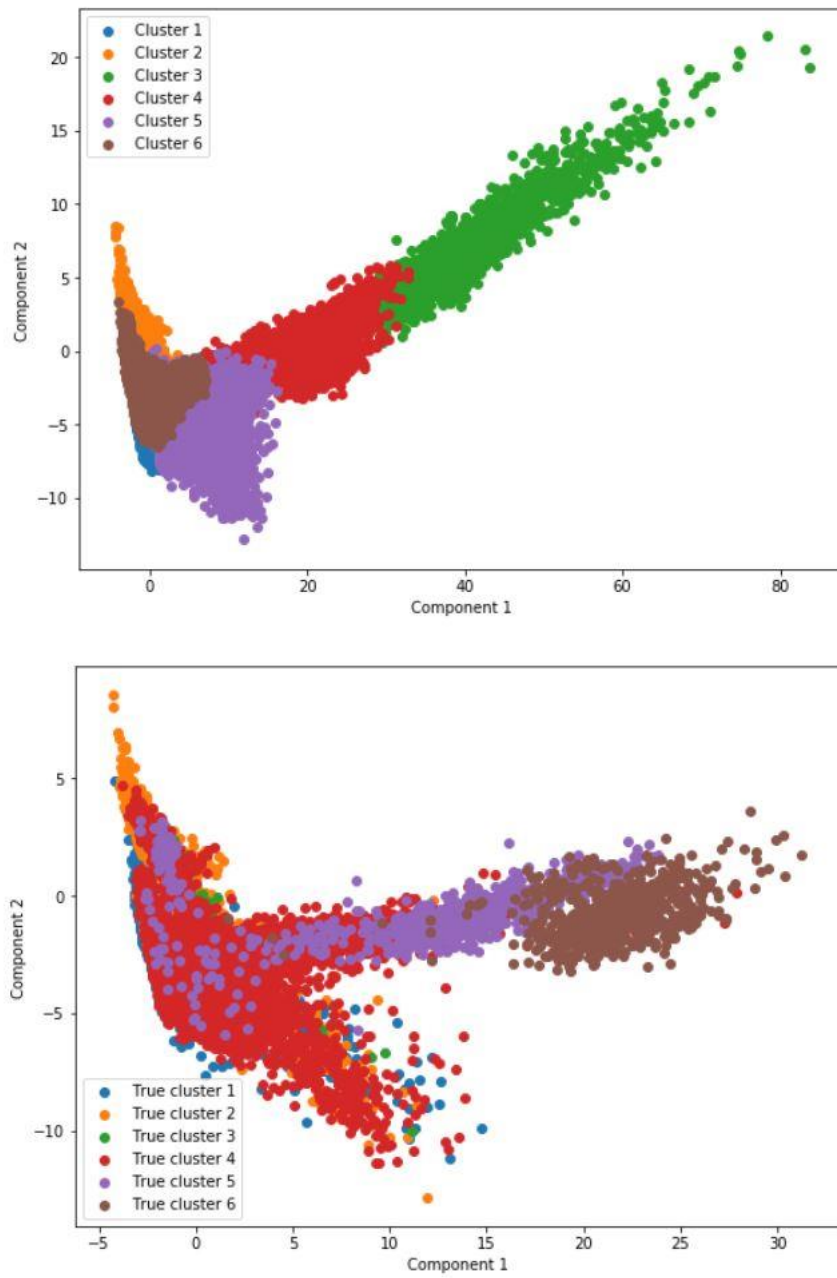 Cluster 1
Cluster 2
Cluster 3
Cluster 4
Cluster 5
Cluster 6
20
15
10
5
0
−5
−10
Component 2
0
20
40
60
80
Component 1
5
0
−5
−10
Component 2
True cluster 1
True cluster 2
True cluster 3
True cluster 4
True cluster 5
True cluster 6
−5
0
5
10
15
20
25
30
Component 1